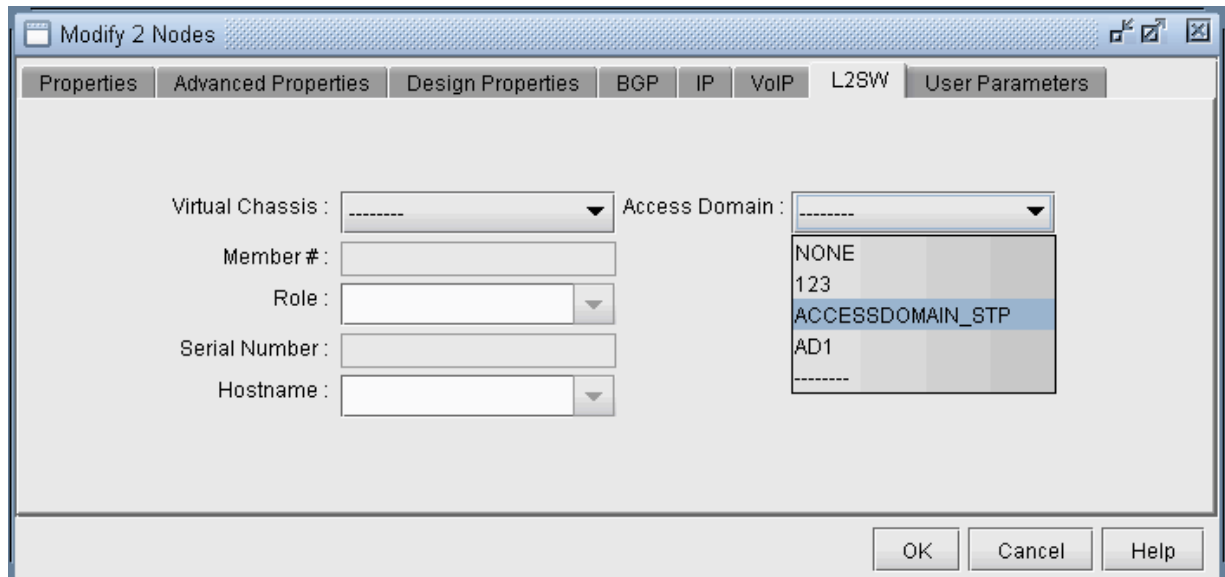 Modify 2 Nodes
Properties Advanced Properties Design Properties BGP IP VoIP L2SW User Parameters
Virtual Chassis : -------- Access Domain : --------
Member # : NONE
123
Role : ACCESSDOMAIN_STP
Serial Number : AD1
--------
Hostname :
OK Cancel Help